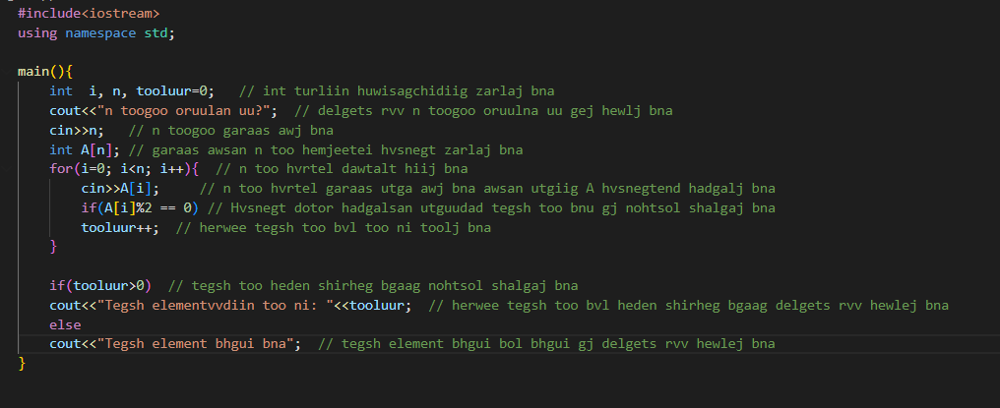 #include<iostream>
using namespace std;
main(){
int  i, n, tooluur=0;   // int turliin huwisagchidiig zarlaj bna
cout<<"n toogoo oruulan uu?";  // delgets rvv n toogoo oruulna uu gej hewlj bna
cin>>n;   // n toogoo garaas awj bna
int A[n]; // garaas awsan n too hemjeetei hvsnegt zarlaj bna
for(i=0; i<n; i++){  // n too hvrtel dawtalt hiij bna
cin>>A[i];     // n too hvrtel garaas utga awj bna awsan utgiig A hvsnegtend hadgalj bna
if(A[i]%2 == 0) // Hvsnegt dotor hadgalsan utguudad tegsh too bnu gj nohtsol shalgaj bna
tooluur++;  // herwee tegsh too bvl too ni toolj bna
}
if(tooluur>0)  // tegsh too heden shirheg bgaag nohtsol shalgaj bna
cout<<"Tegsh elementvvdiin too ni: "<<tooluur;  // herwee tegsh too bvl heden shirheg bgaag delgets rvv hewlej bna
else
cout<<"Tegsh element bhgui bna";  // tegsh element bhgui bol bhgui gj delgets rvv hewlej bna
}